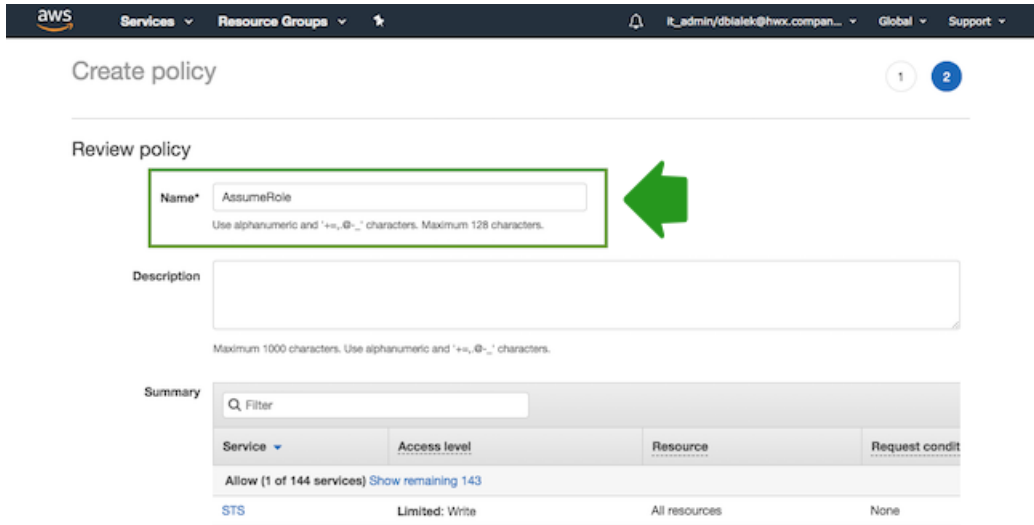 aws Services Resource Groups it_admin/dbialek@hwx.compan... Global Support
Create policy 1 2
Review policy
Name* AssumeRole
Use alphanumeric and '+=,.@-_' characters. Maximum 128 characters.
Description
Maximum 1000 characters. Use alphanumeric and '+=,.@-_' characters.
Summary
Filter
Service Access level Resource Request condit
Allow (1 of 144 services) Show remaining 143
STS Limited: Write All resources None